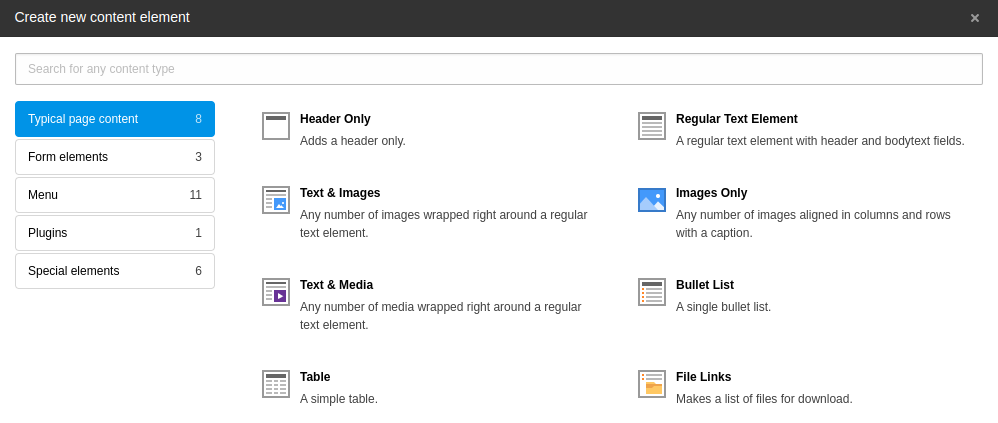 Create new content element
×
Search for any content type
Typical page content 8
Form elements 3
Menu 11
Plugins 1
Special elements 6
Header Only
Adds a header only.
Regular Text Element
A regular text element with header and bodytext fields.
Text & Images
Any number of images wrapped right around a regular
text element.
Images Only
Any number of images aligned in columns and rows
with a caption.
Text & Media
Any number of media wrapped right around a regular
text element.
Bullet List
A single bullet list.
Table
A simple table.
File Links
Makes a list of files for download.